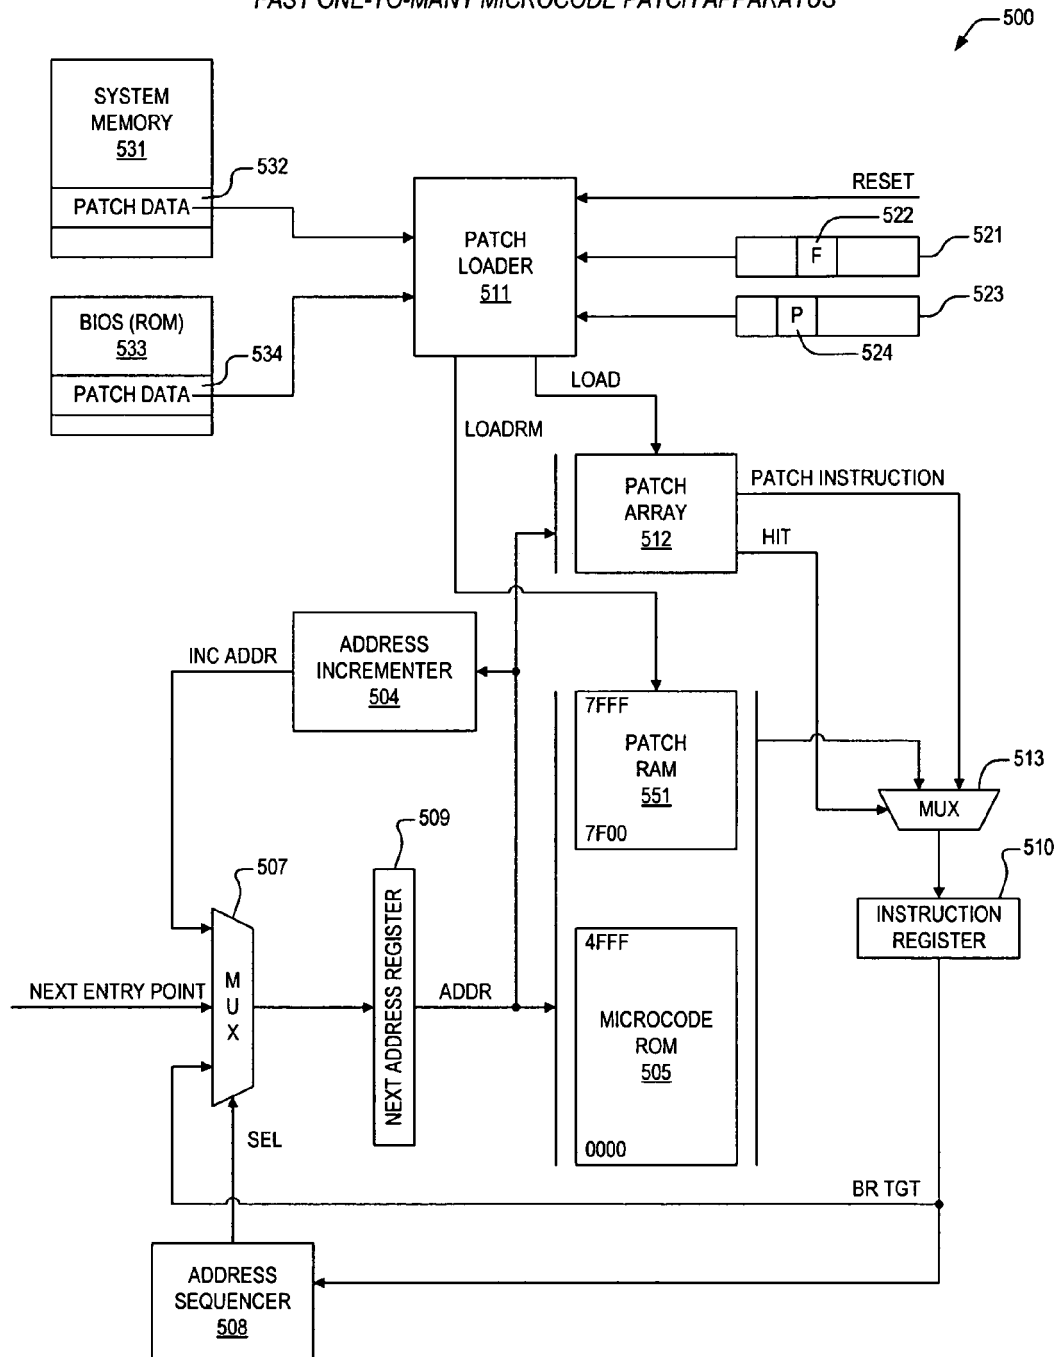 FAST ONE-TO-MANY MICROCODE PATCH APPARATUS
500
SYSTEM
MEMORY
531
532
PATCH DATA
BIOS (ROM)
533
534
PATCH DATA
PATCH
LOADER
511
RESET
522
F
521
P
523
524
LOAD
LOADRM
PATCH
ARRAY
512
PATCH INSTRUCTION
HIT
ADDRESS
INCREMENTER
504
INC ADDR
7FFF
PATCH
RAM
551
7F00
513
MUX
510
INSTRUCTION
REGISTER
507
509
NEXT ENTRY POINT
MUX
NEXT ADDRESS REGISTER
ADDR
4FFF
MICROCODE
ROM
505
0000
SEL
BR TGT
ADDRESS
SEQUENCER
508